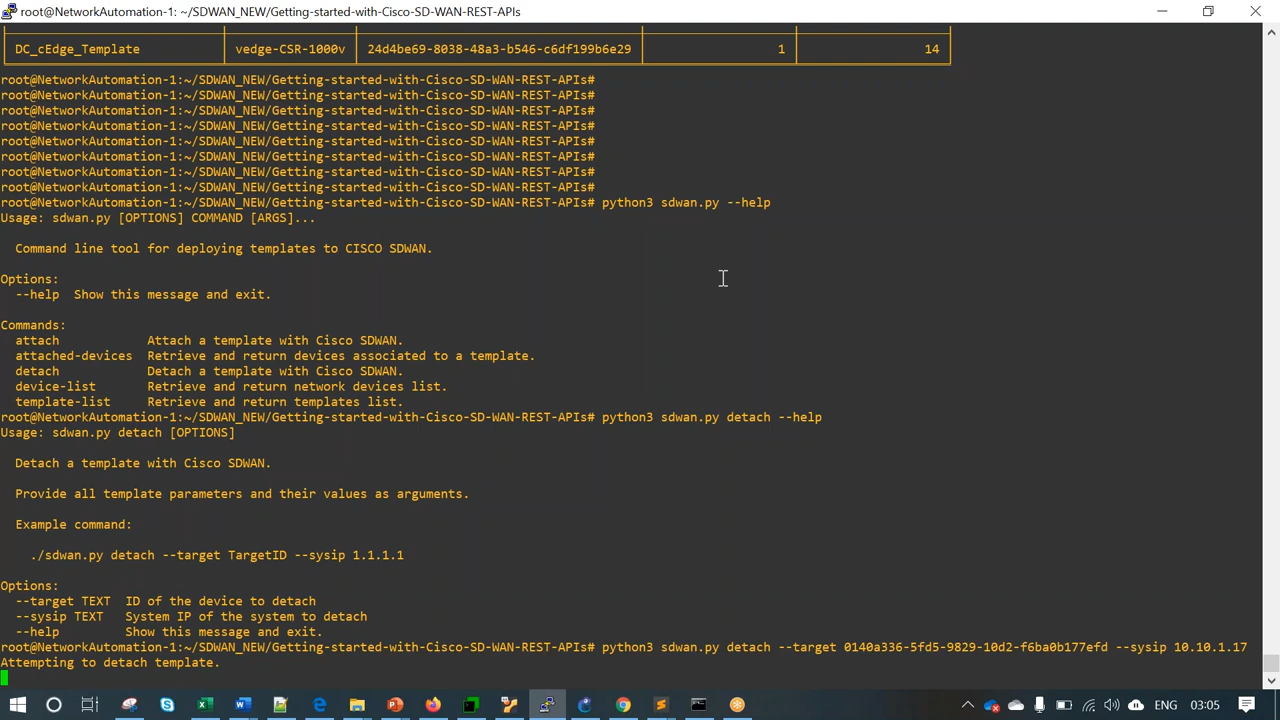 root@NetworkAutomation-1: ~/SDWAN_NEW/Getting-started-with-Cisco-SD-WAN-REST-APIs
DC_cEdge_Template vedge-CSR-1000v 24d4be69-8038-48a3-b546-c6df199b6e29 1 14
root@NetworkAutomation-1:~/SDWAN_NEW/Getting-started-with-Cisco-SD-WAN-REST-APIs#
root@NetworkAutomation-1:~/SDWAN_NEW/Getting-started-with-Cisco-SD-WAN-REST-APIs#
root@NetworkAutomation-1:~/SDWAN_NEW/Getting-started-with-Cisco-SD-WAN-REST-APIs#
root@NetworkAutomation-1:~/SDWAN_NEW/Getting-started-with-Cisco-SD-WAN-REST-APIs#
root@NetworkAutomation-1:~/SDWAN_NEW/Getting-started-with-Cisco-SD-WAN-REST-APIs#
root@NetworkAutomation-1:~/SDWAN_NEW/Getting-started-with-Cisco-SD-WAN-REST-APIs#
root@NetworkAutomation-1:~/SDWAN_NEW/Getting-started-with-Cisco-SD-WAN-REST-APIs#
root@NetworkAutomation-1:~/SDWAN_NEW/Getting-started-with-Cisco-SD-WAN-REST-APIs#
root@NetworkAutomation-1:~/SDWAN_NEW/Getting-started-with-Cisco-SD-WAN-REST-APIs# python3 sdwan.py --help
Usage: sdwan.py [OPTIONS] COMMAND [ARGS]...
Command line tool for deploying templates to CISCO SDWAN.
Options:
--help Show this message and exit.
Commands:
attach Attach a template with Cisco SDWAN.
attached-devices Retrieve and return devices associated to a template.
detach Detach a template with Cisco SDWAN.
device-list Retrieve and return network devices list.
template-list Retrieve and return templates list.
root@NetworkAutomation-1:~/SDWAN_NEW/Getting-started-with-Cisco-SD-WAN-REST-APIs# python3 sdwan.py detach --help
Usage: sdwan.py detach [OPTIONS]
Detach a template with Cisco SDWAN.
Provide all template parameters and their values as arguments.
Example command:
./sdwan.py detach --target TargetID --sysip 1.1.1.1
Options:
--target TEXT ID of the device to detach
--sysip TEXT System IP of the system to detach
--help Show this message and exit.
root@NetworkAutomation-1:~/SDWAN_NEW/Getting-started-with-Cisco-SD-WAN-REST-APIs# python3 sdwan.py detach --target 0140a336-5fd5-9829-10d2-f6ba0b177efd --sysip 10.10.1.17
Attempting to detach template.
ENG 03:05